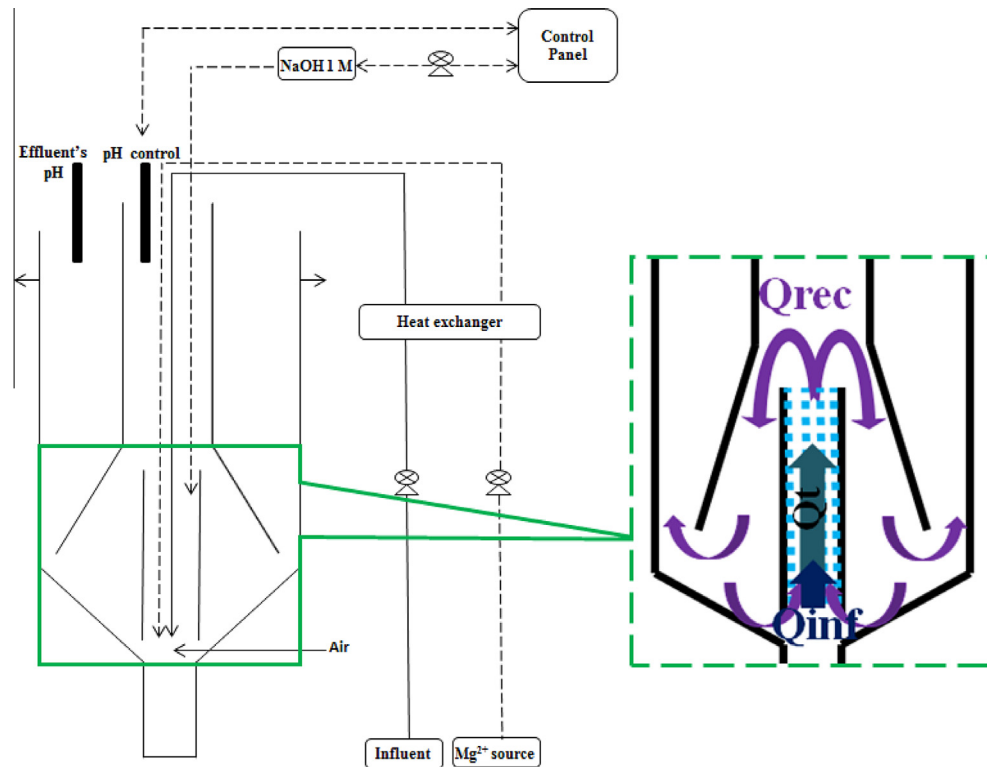 Control
Panel
NaOH 1 M
Effluent's
pH
pH control
Heat exchanger
Air
Influent
Mg²⁺ source
Qrec
Qt
Qinf